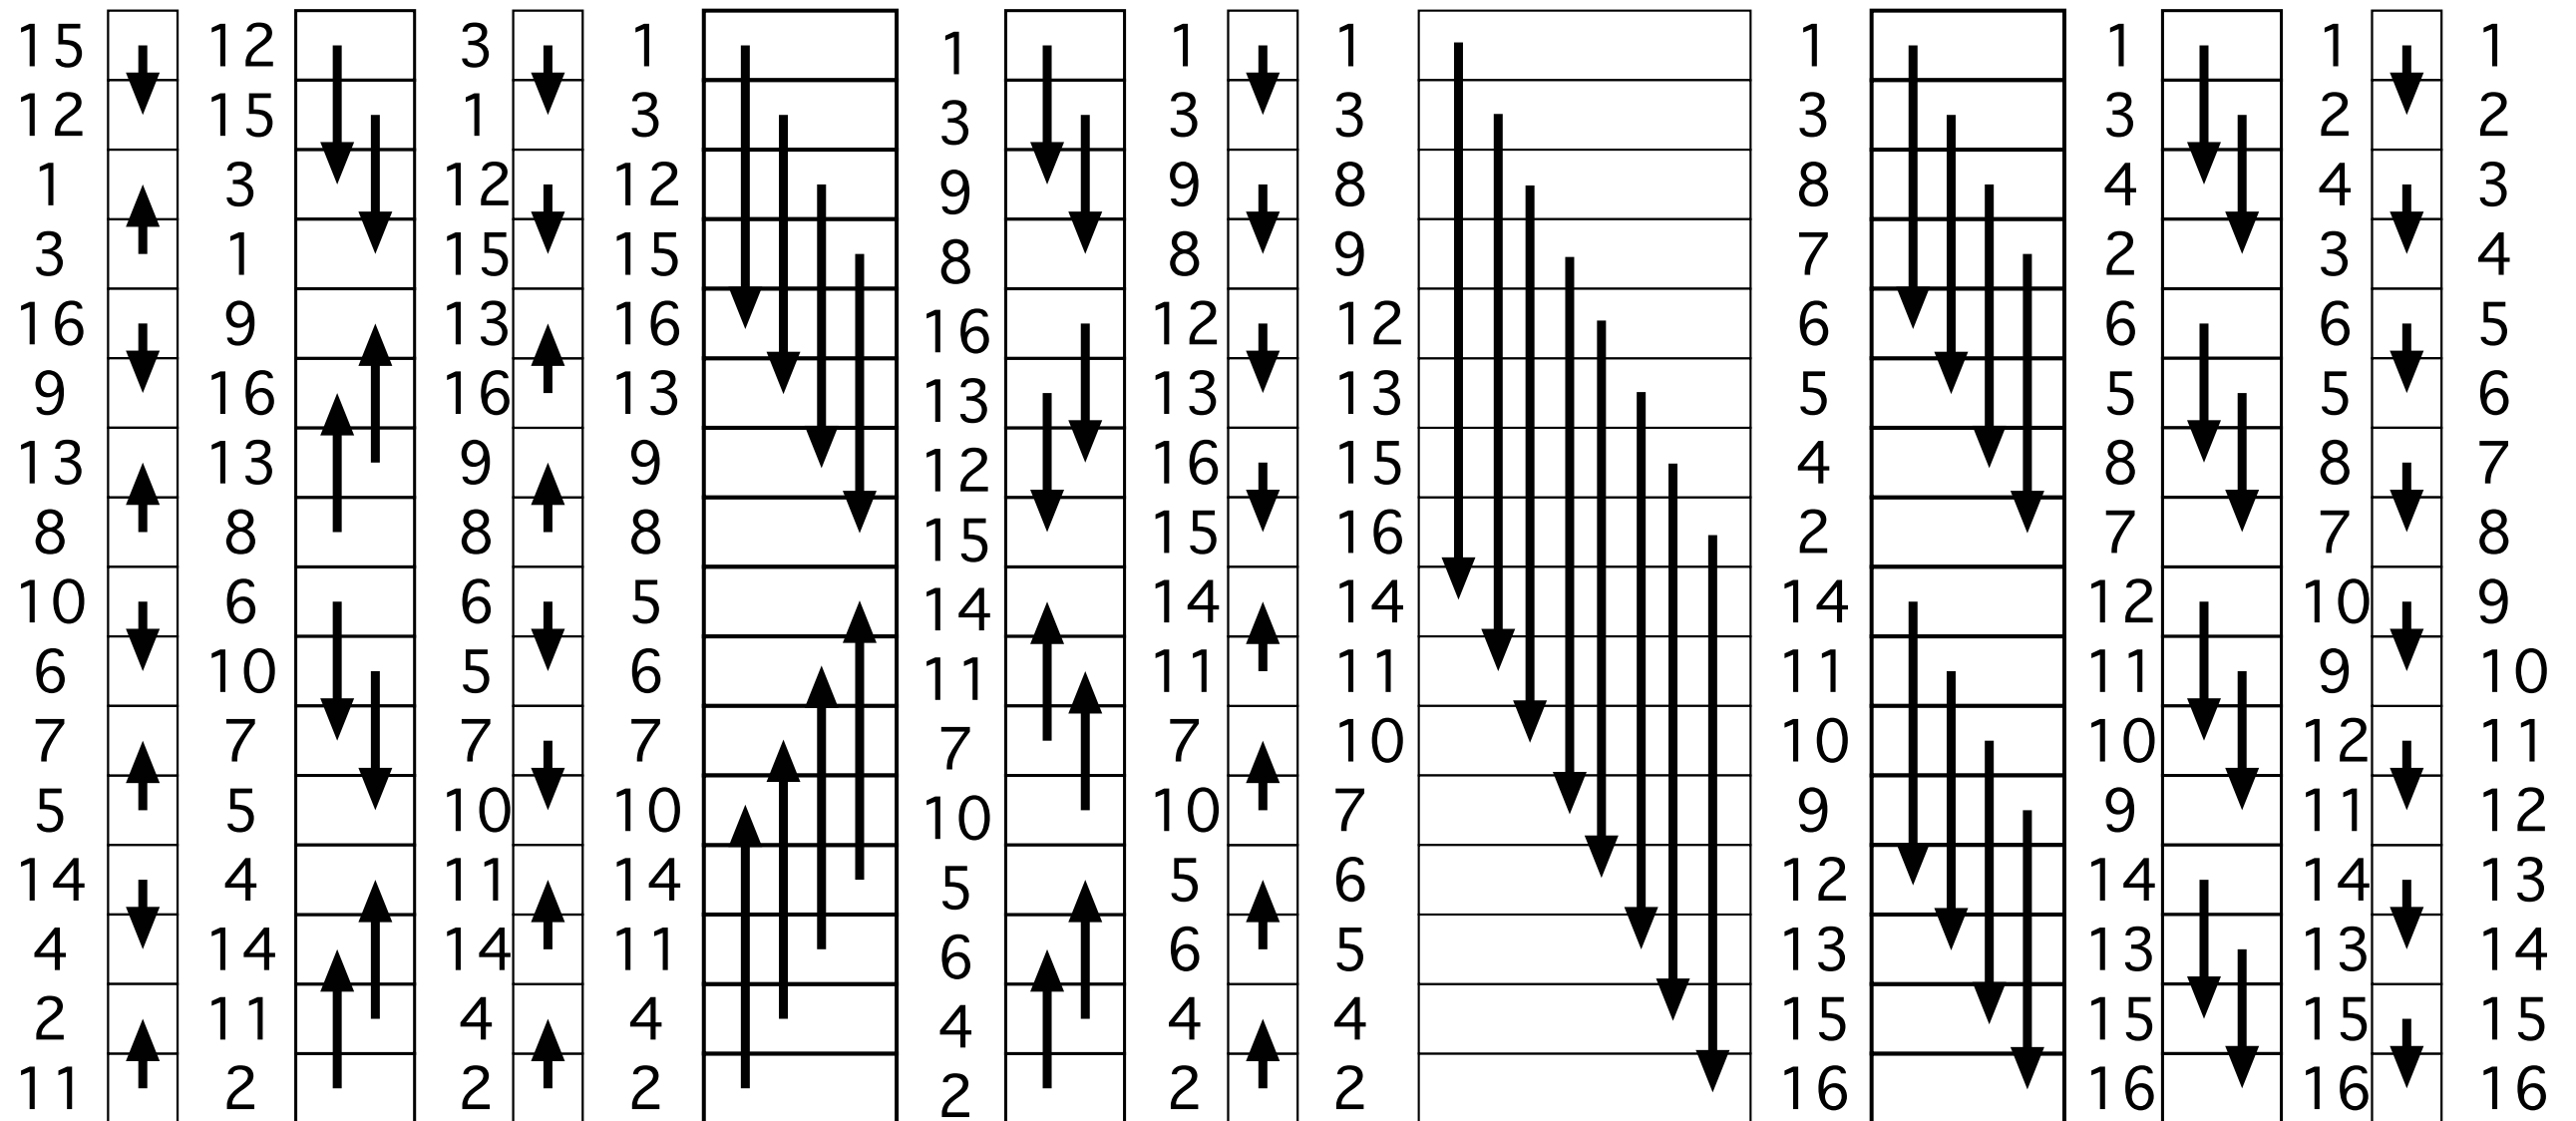 15 12 3 1 1 1 1 1 1 1 1
12 15 1 3 3 3 3 3 3 2 2
1 3 12 12 9 9 8 8 4 4 3
3 1 15 15 8 8 9 7 2 3 4
16 9 13 16 16 12 12 6 6 6 5
9 16 16 13 13 13 13 5 5 5 6
13 13 9 9 12 16 15 4 8 8 7
8 8 8 8 15 15 16 2 7 7 8
10 6 6 5 14 14 14 14 12 10 9
6 10 5 6 11 11 11 11 11 9 10
7 7 7 7 7 7 10 10 10 12 11
5 5 10 10 10 10 7 9 9 11 12
14 4 11 14 5 5 6 12 14 14 13
4 14 14 11 6 6 5 13 13 13 14
2 11 4 4 4 4 4 15 15 15 15
11 2 2 2 2 2 2 16 16 16 16